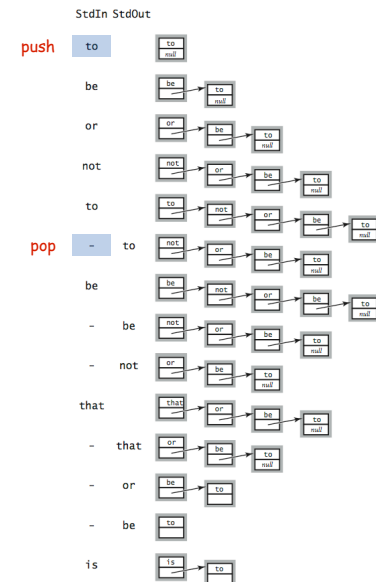 StdIn StdOut
push to to
null
be be to
null
or or be to
null
not not or be to
null
to to not or be to
null
pop - to not or be to
null
be be not or be to
null
- be not or be to
null
- not or be to
null
that that or be to
null
- that or be to
null
- or be to
- be to
is is to